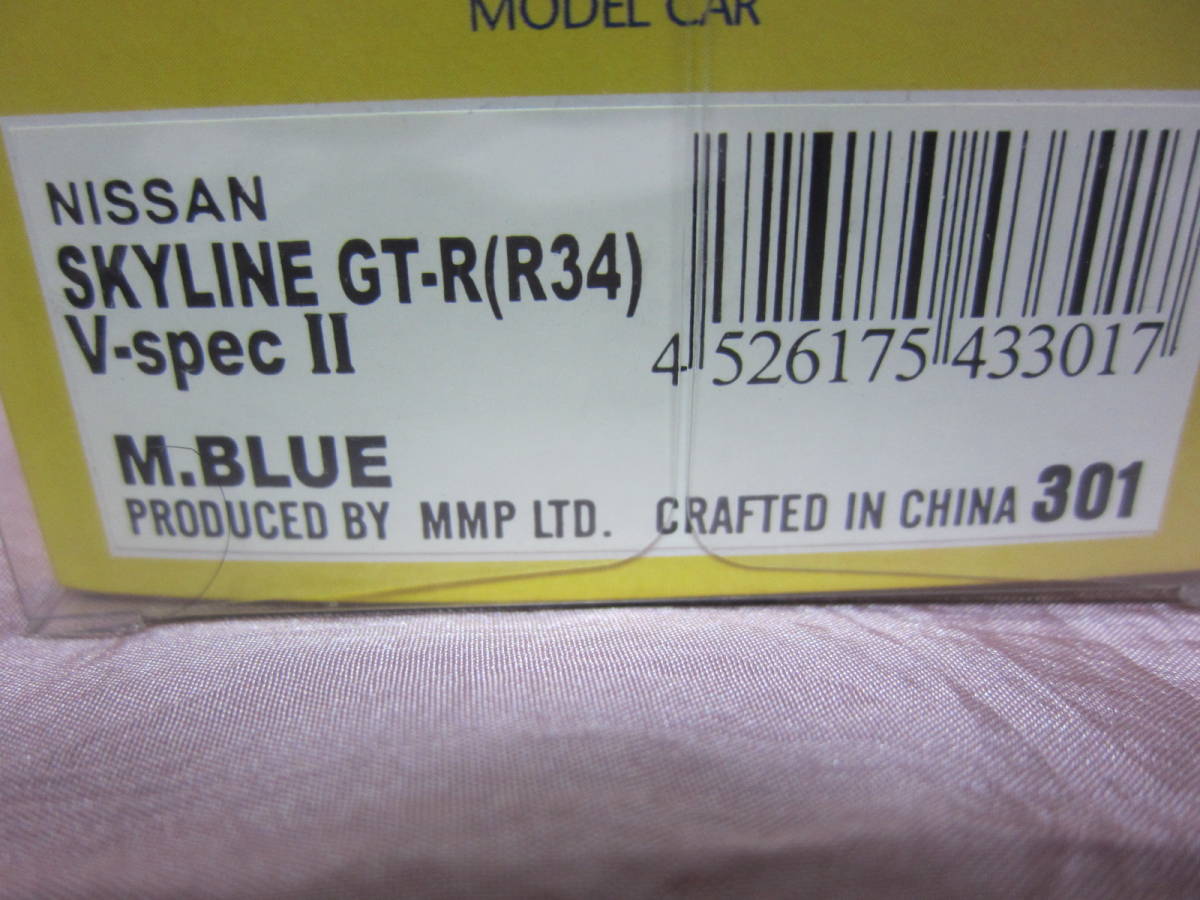 MODEL CAR
NISSAN
SKYLINE GT-R(R34)
V-spec II
4 526175 433017
M.BLUE
PRODUCED BY MMP LTD. CRAFTED IN CHINA 301